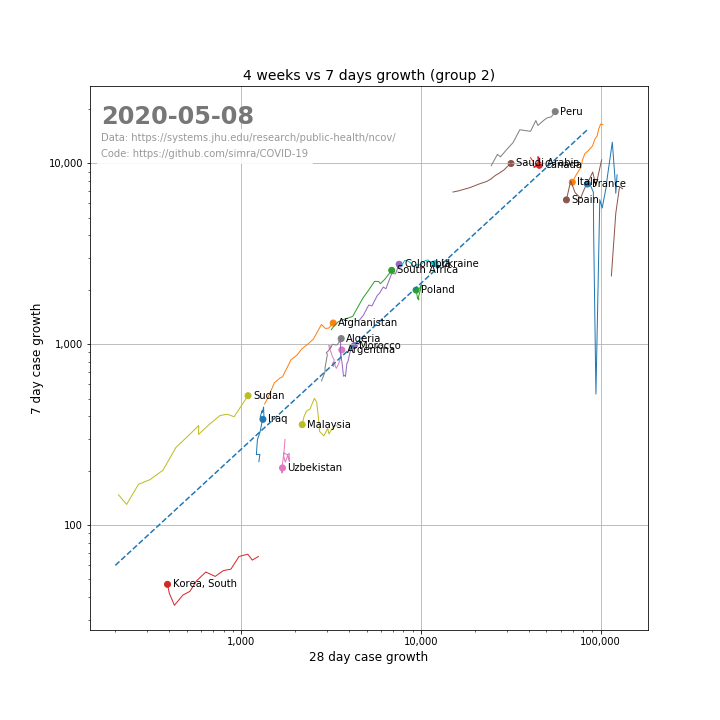 4 weeks vs 7 days growth (group 2)
2020-05-08
Data: https://systems.jhu.edu/research/public-health/ncov/
Code: https://github.com/simra/COVID-19
Peru
10,000
Saudi Arabia
Canada
Italy
France
Spain
Colombia
Ukraine
South Africa
Poland
Afghanistan
1,000
Algeria
Morocco
Argentina
Sudan
Iraq
Malaysia
Uzbekistan
100
Korea, South
7 day case growth
1,000
10,000
100,000
28 day case growth